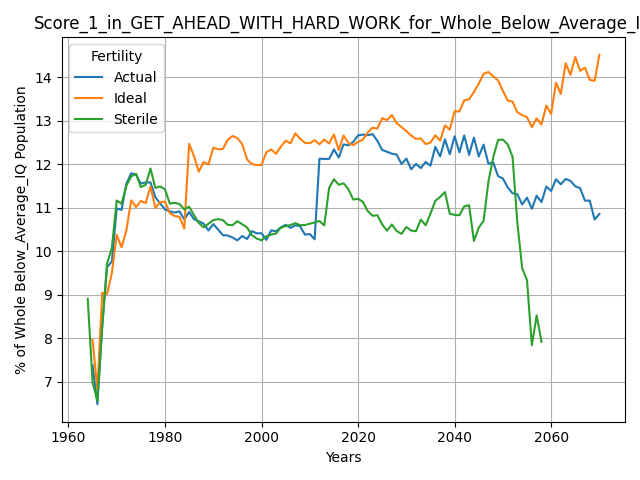 Score_1_in_GET_AHEAD_WITH_HARD_WORK_for_Whole_Below_Average_I
Fertility
Actual
Ideal
Sterile
% of Whole Below_Average_IQ Population
14
13
12
11
10
9
8
7
1960
1980
2000
2020
2040
2060
Years